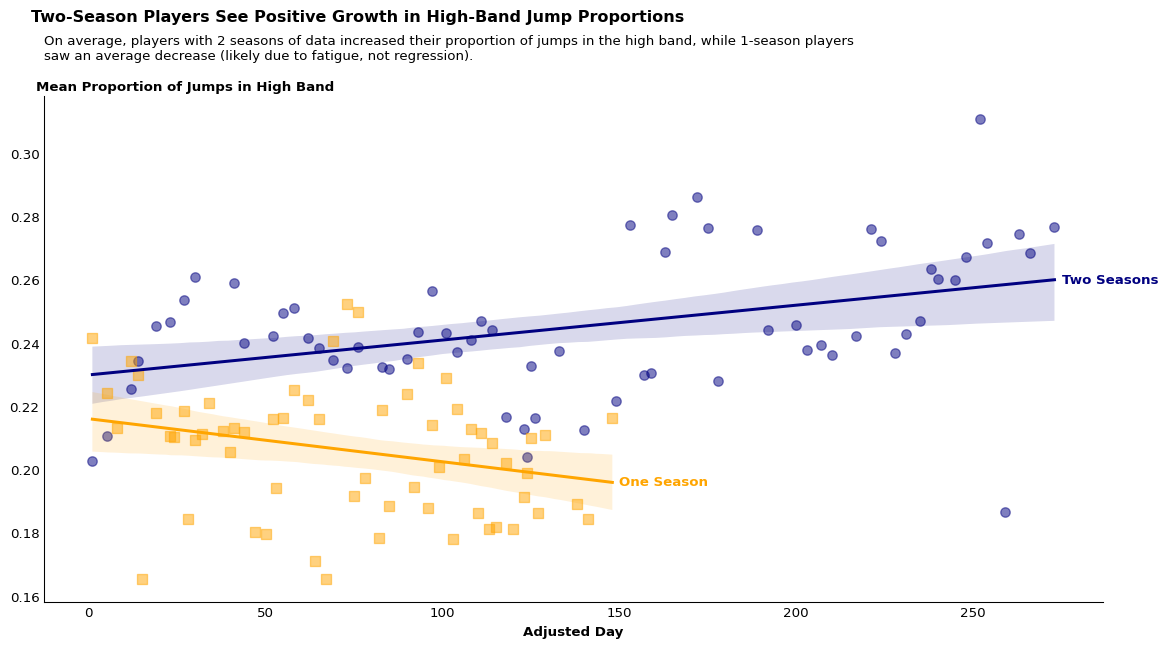 Two-Season Players See Positive Growth in High-Band Jump Proportions
On average, players with 2 seasons of data increased their proportion of jumps in the high band, while 1-season players
saw an average decrease (likely due to fatigue, not regression).
Mean Proportion of Jumps in High Band
0.30
0.28
0.26
0.24
0.22
0.20
0.18
0.16
Two Seasons
One Season
0 50 100 150 200 250
Adjusted Day